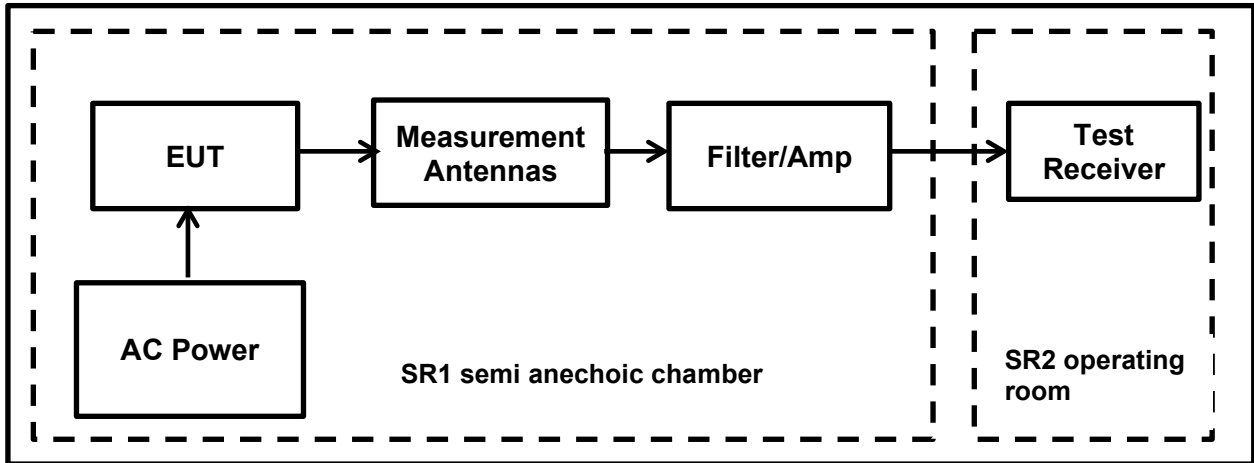 EUT
Measurement
Antennas
Filter/Amp
Test
Receiver
AC Power
SR1 semi anechoic chamber
SR2 operating
room